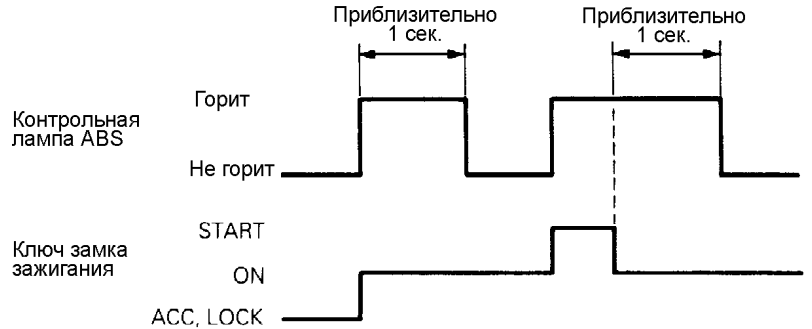 Приблизительно
1 сек.
Приблизительно
1 сек.
Контрольная
лампа ABS
Горит
Не горит
Ключ замка
зажигания
START
ON
ACC, LOCK